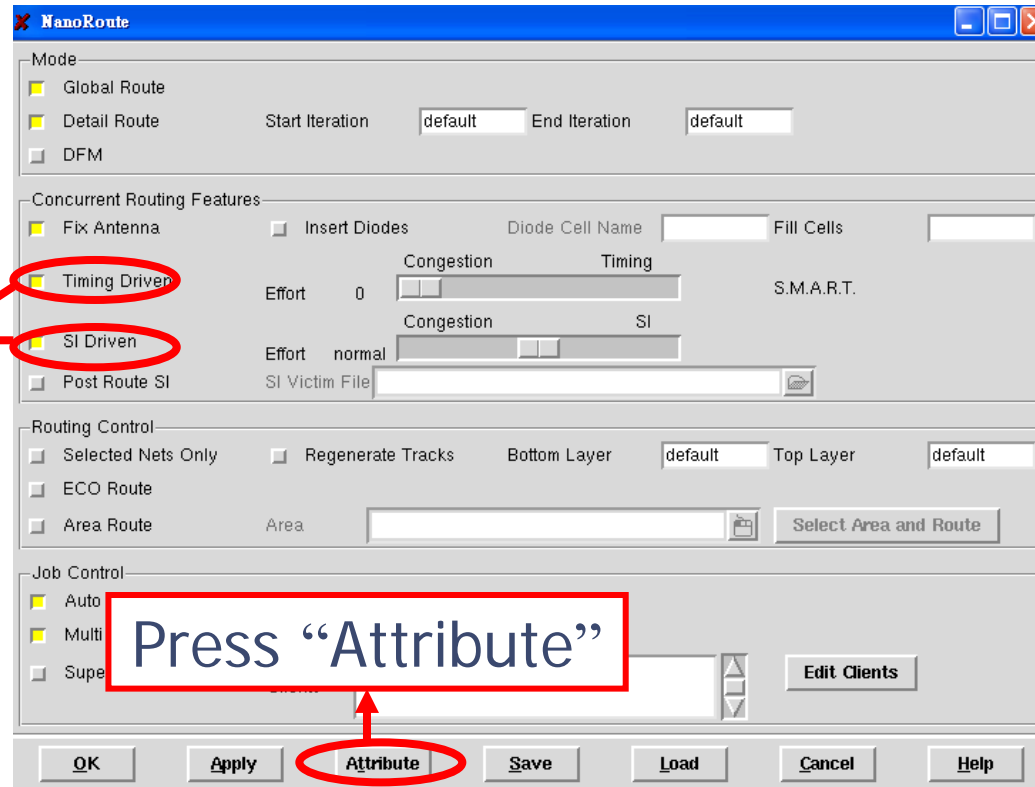 NanoRoute
Mode
Global Route
Detail Route Start Iteration default End Iteration default
DFM
Concurrent Routing Features
Fix Antenna Insert Diodes Diode Cell Name Fill Cells
Congestion Timing
Timing Driven Effort 0 S.M.A.R.T.
Congestion SI
SI Driven Effort normal
Post Route SI SI Victim File
Routing Control
Selected Nets Only Regenerate Tracks Bottom Layer default Top Layer default
ECO Route
Area Route Area Select Area and Route
Job Control
Auto
Multi
Press “Attribute”
Edit Clients
OK Apply Attribute Save Load Cancel Help